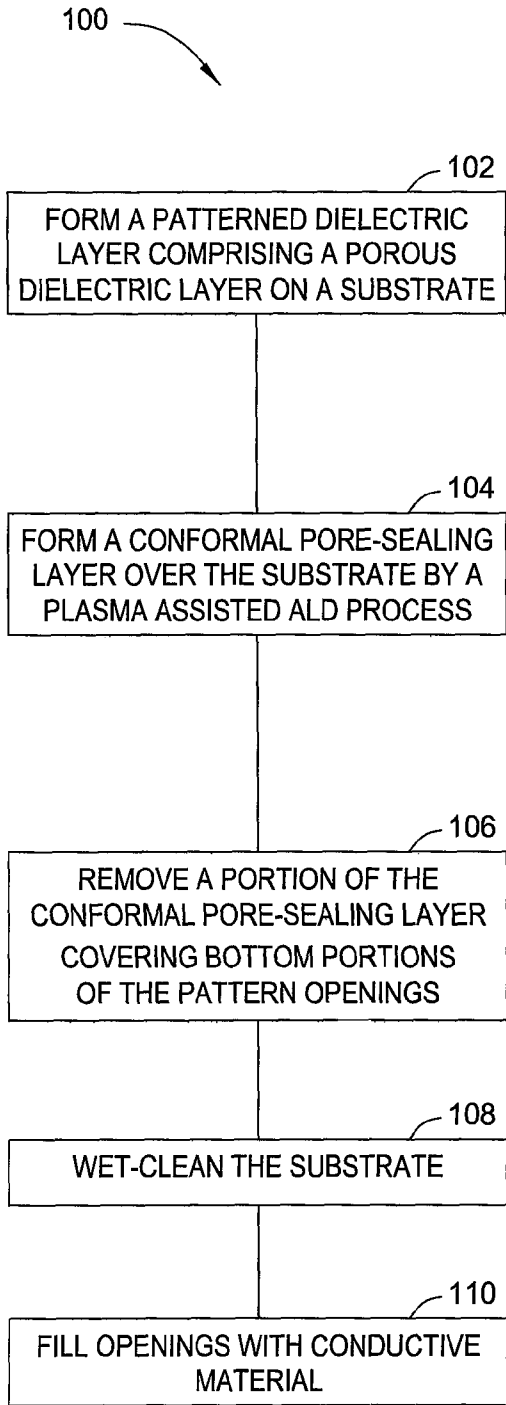 100
102
FORM A PATTERNED DIELECTRIC
LAYER COMPRISING A POROUS
DIELECTRIC LAYER ON A SUBSTRATE
104
FORM A CONFORMAL PORE-SEALING
LAYER OVER THE SUBSTRATE BY A
PLASMA ASSISTED ALD PROCESS
106
REMOVE A PORTION OF THE
CONFORMAL PORE-SEALING LAYER
COVERING BOTTOM PORTIONS
OF THE PATTERN OPENINGS
108
WET-CLEAN THE SUBSTRATE
110
FILL OPENINGS WITH CONDUCTIVE
MATERIAL